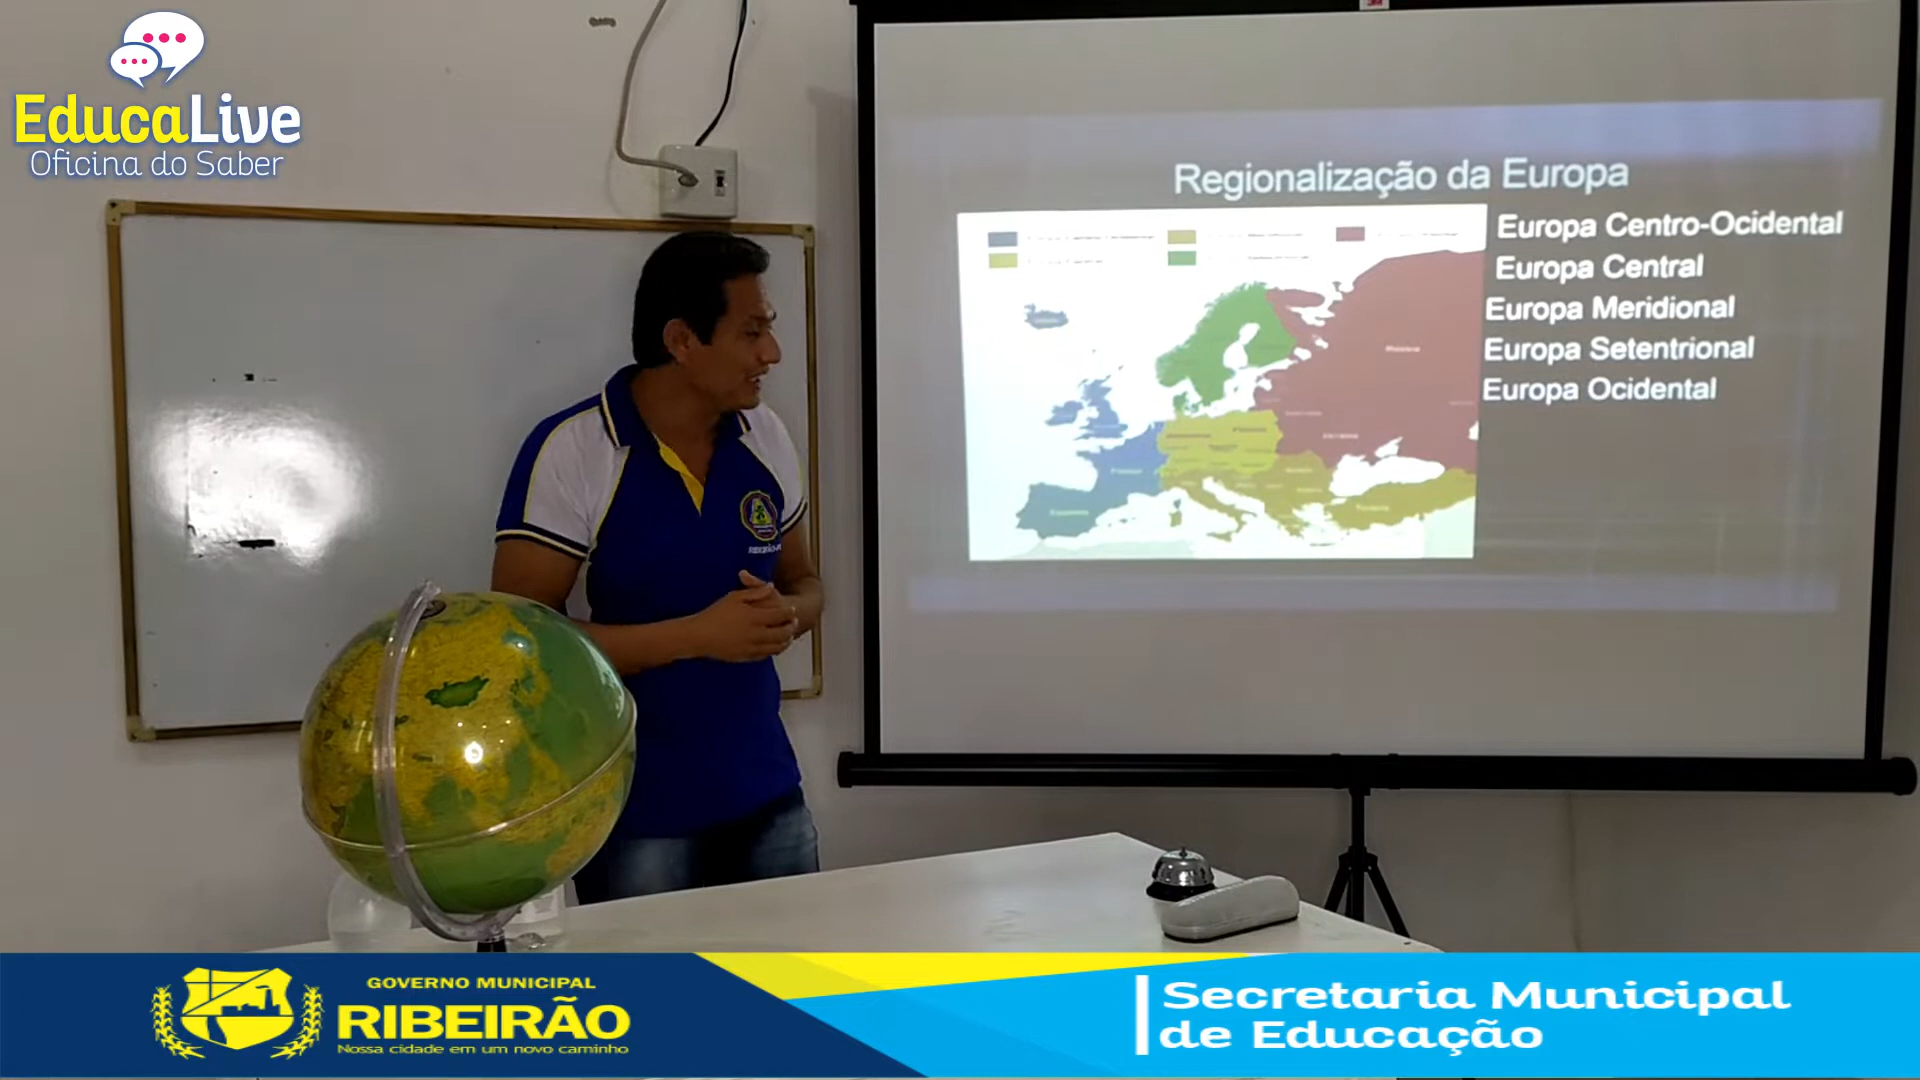 EducaLive
Oficina do Saber
Regionalização da Europa
Europa Centro-Ocidental
Europa Central
Europa Meridional
Europa Setentrional
Europa Ocidental
GOVERNO MUNICIPAL
RIBEIRÃO
Nossa cidade em um novo caminho
Secretaria Municipal
de Educação